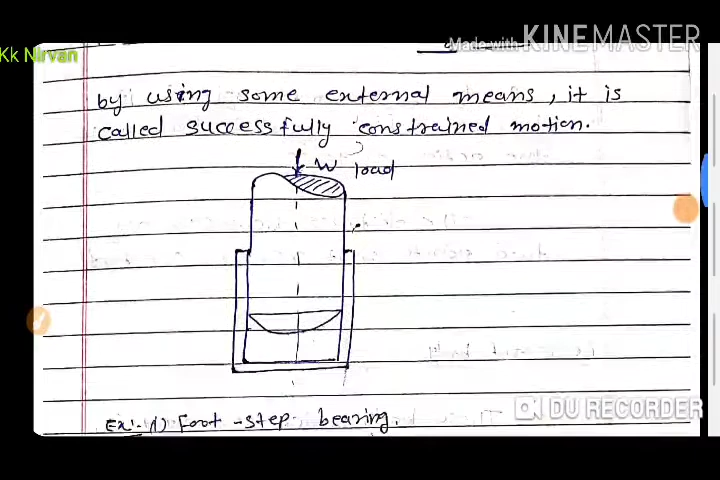 Made with KINEMASTER
Kk Nirvan
by using some external means, it is
called successfully constrained motion.
W load
Ex:- (1) Foot-step bearing.
DU RECORDER